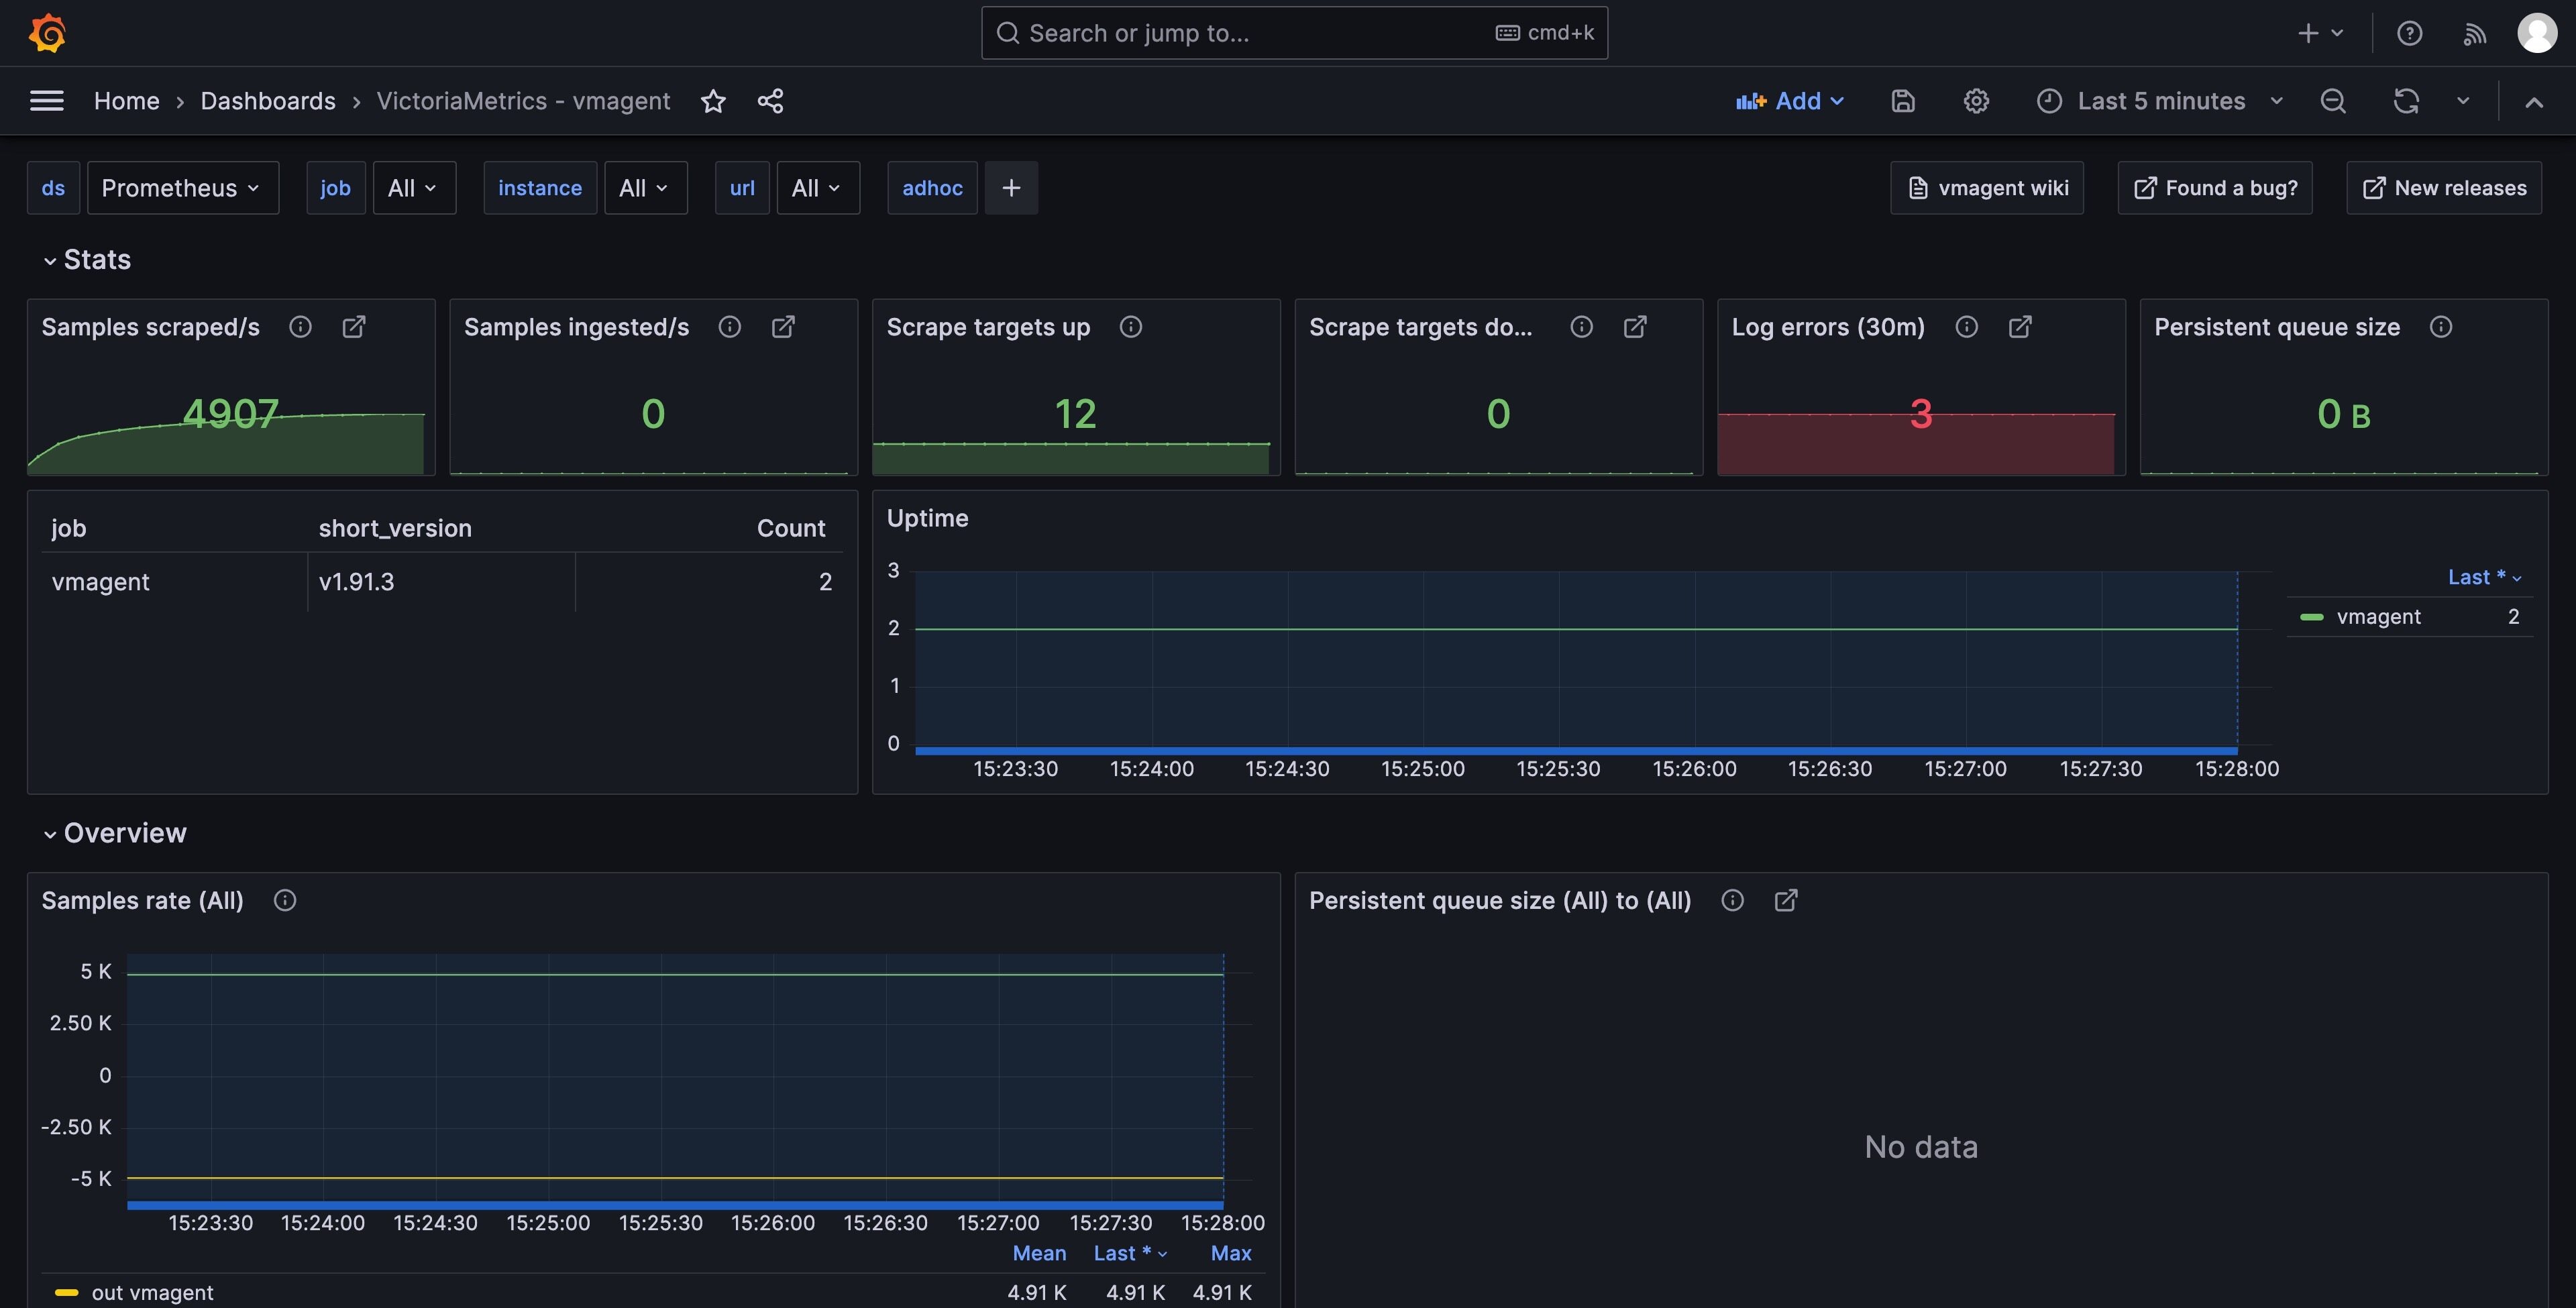 Search or jump to... cmd+k
Home › Dashboards › VictoriaMetrics - vmagent Add Last 5 minutes
ds Prometheus job All instance All url All adhoc + vmagent wiki Found a bug? New releases
Stats
Samples scraped/s
4907
Samples ingested/s
0
Scrape targets up
12
Scrape targets do...
0
Log errors (30m)
3
Persistent queue size
0 B
job short_version Count
vmagent v1.91.3 2
Uptime
3
2
1
0
15:23:30 15:24:00 15:24:30 15:25:00 15:25:30 15:26:00 15:26:30 15:27:00 15:27:30 15:28:00
Last *
vmagent 2
Overview
Samples rate (All)
5 K
2.50 K
0
-2.50 K
-5 K
15:23:30 15:24:00 15:24:30 15:25:00 15:25:30 15:26:00 15:26:30 15:27:00 15:27:30 15:28:00
Mean Last * Max
out vmagent 4.91 K 4.91 K 4.91 K
Persistent queue size (All) to (All)
No data